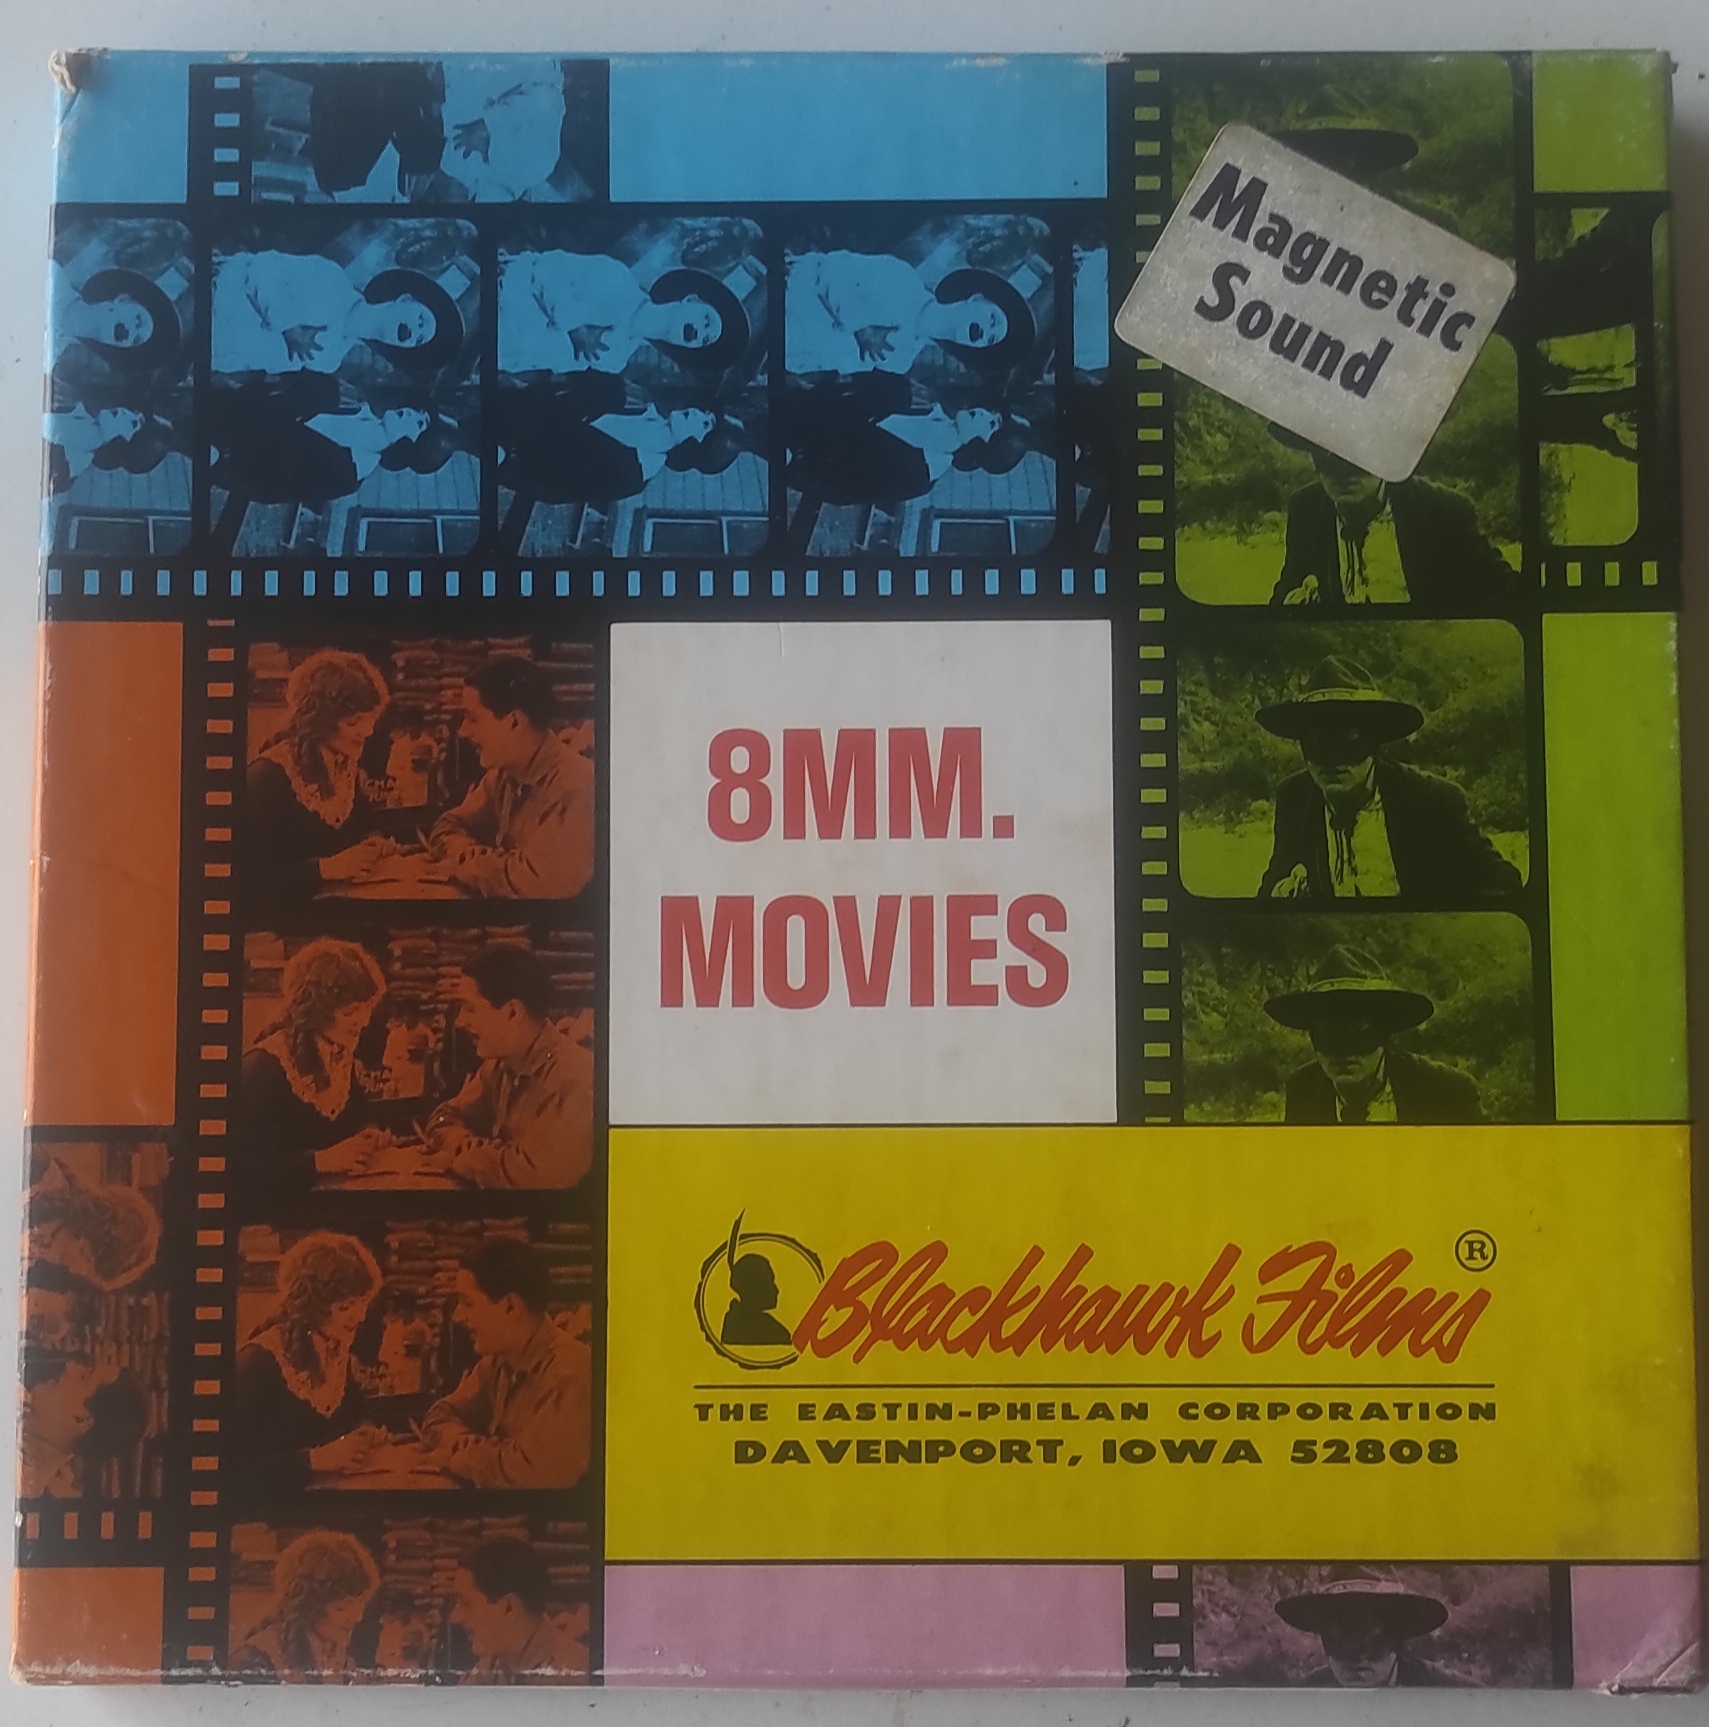 Magnetic
Sound
8MM.
MOVIES
Blackhawk Films ®
THE EASTIN-PHELAN CORPORATION
DAVENPORT, IOWA 52808